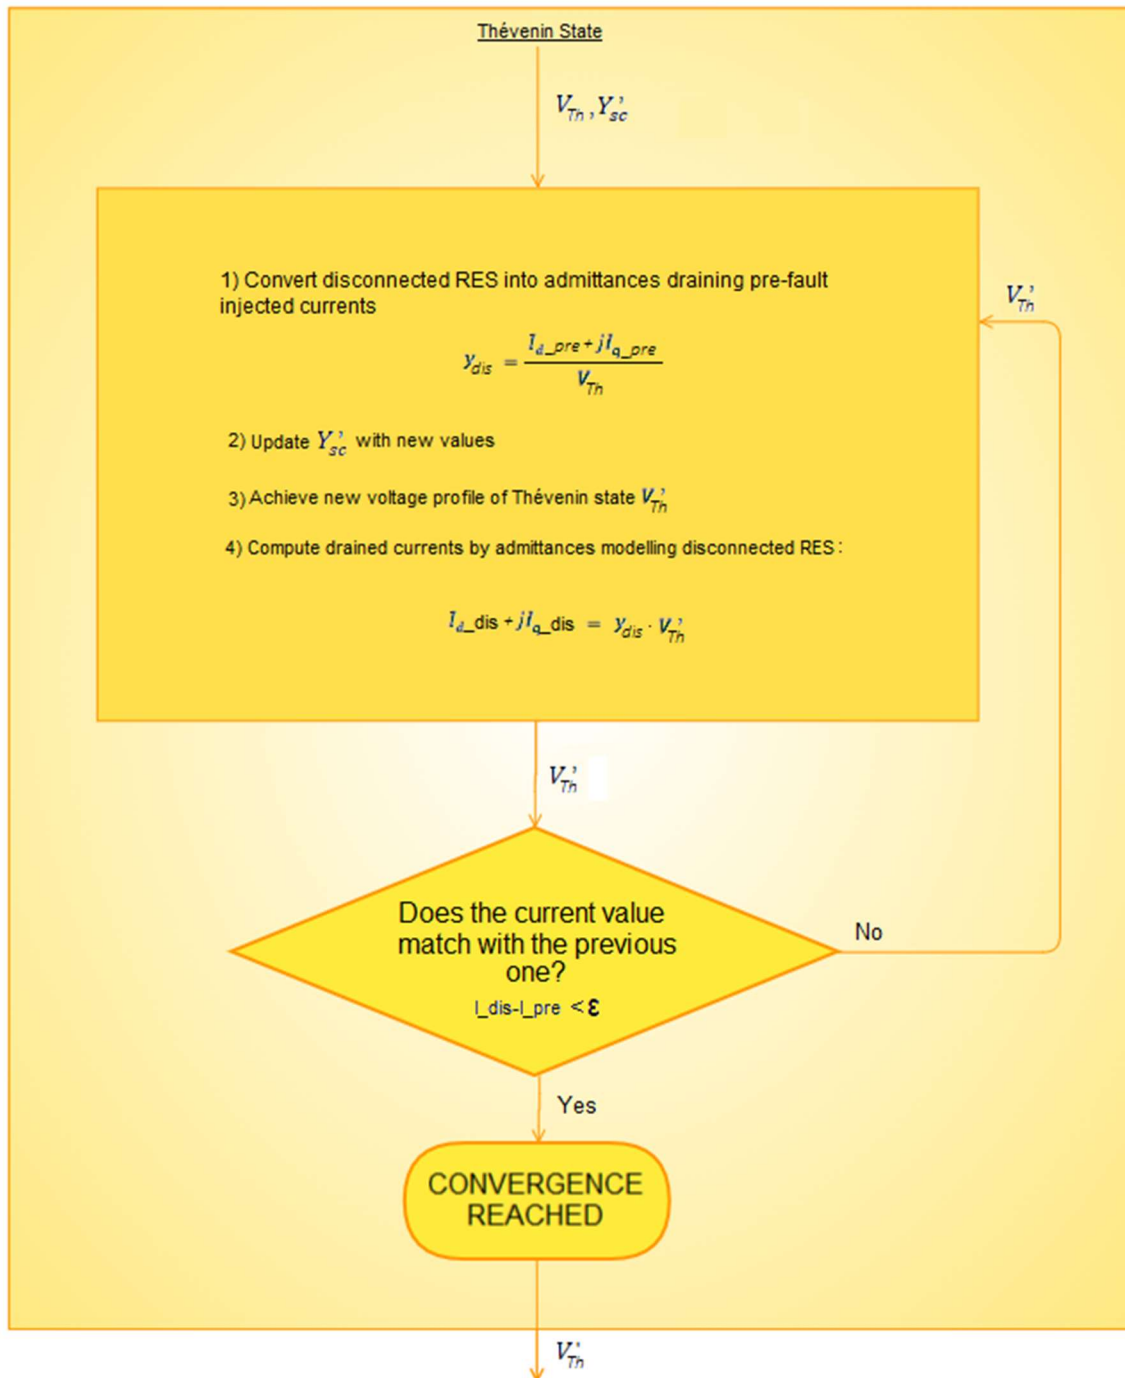 Thévenin State
V_Th, Y'_sc
1) Convert disconnected RES into admittances draining pre-fault
injected currents
V'_Th
y_dis = (I_d_pre + jI_q_pre) / V_Th
2) Update Y'_sc with new values
3) Achieve new voltage profile of Thévenin state V'_Th
4) Compute drained currents by admittances modelling disconnected RES:
I_d_dis + jI_q_dis = y_dis · V'_Th
V'_Th
Does the current value
match with the previous
one?
I_dis-I_pre < ε
No
Yes
CONVERGENCE
REACHED
V'_Th